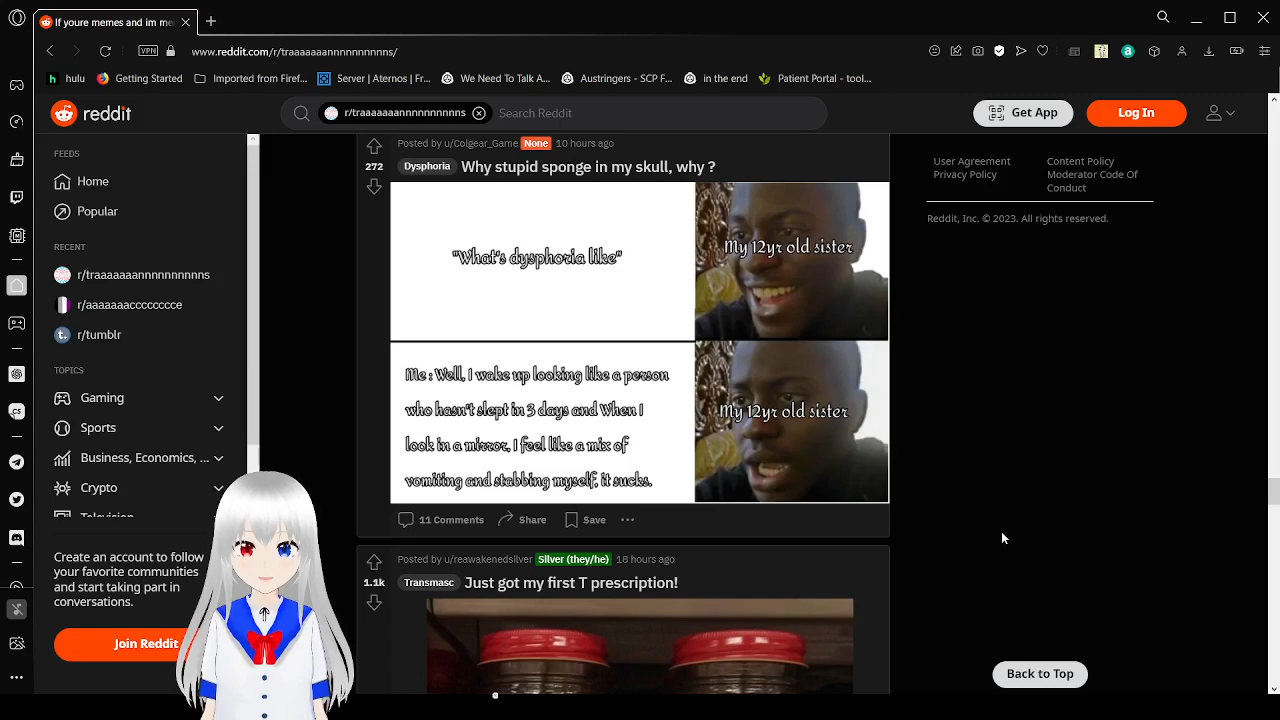 If youre memes and im me
VPN
www.reddit.com/r/traaaaaaannnnnnnnnns/
h hulu
Getting Started
Imported from Firef...
Server | Aternos | Fr...
We Need To Talk A...
Austringers - SCP F...
in the end
Patient Portal - tool...
reddit
r/traaaaaaannnnnnnnnns
Search Reddit
Get App
Log In
FEEDS
Home
Popular
RECENT
r/traaaaaaannnnnnnnnns
r/aaaaaaacccccccce
t. r/tumblr
TOPICS
Gaming
Sports
Business, Economics, ...
Crypto
Television
Create an account to follow
your favorite communities
and start taking part in
conversations.
Join Reddit
Posted by u/Colgear_Game None 10 hours ago
272
Dysphoria Why stupid sponge in my skull, why ?
"What's dysphoria like"
My 12yr old sister
Me : Well, I wake up looking like a person
who hasn't slept in 3 days and When I
look in a mirror, I feel like a mix of
vomiting and stabbing myself, it sucks.
My 12yr old sister
11 Comments
Share
Save
Posted by u/reawakenedsilver Silver (they/he) 18 hours ago
1.1k
Transmasc Just got my first T prescription!
User Agreement
Privacy Policy
Content Policy
Moderator Code Of
Conduct
Reddit, Inc. © 2023. All rights reserved.
Back to Top